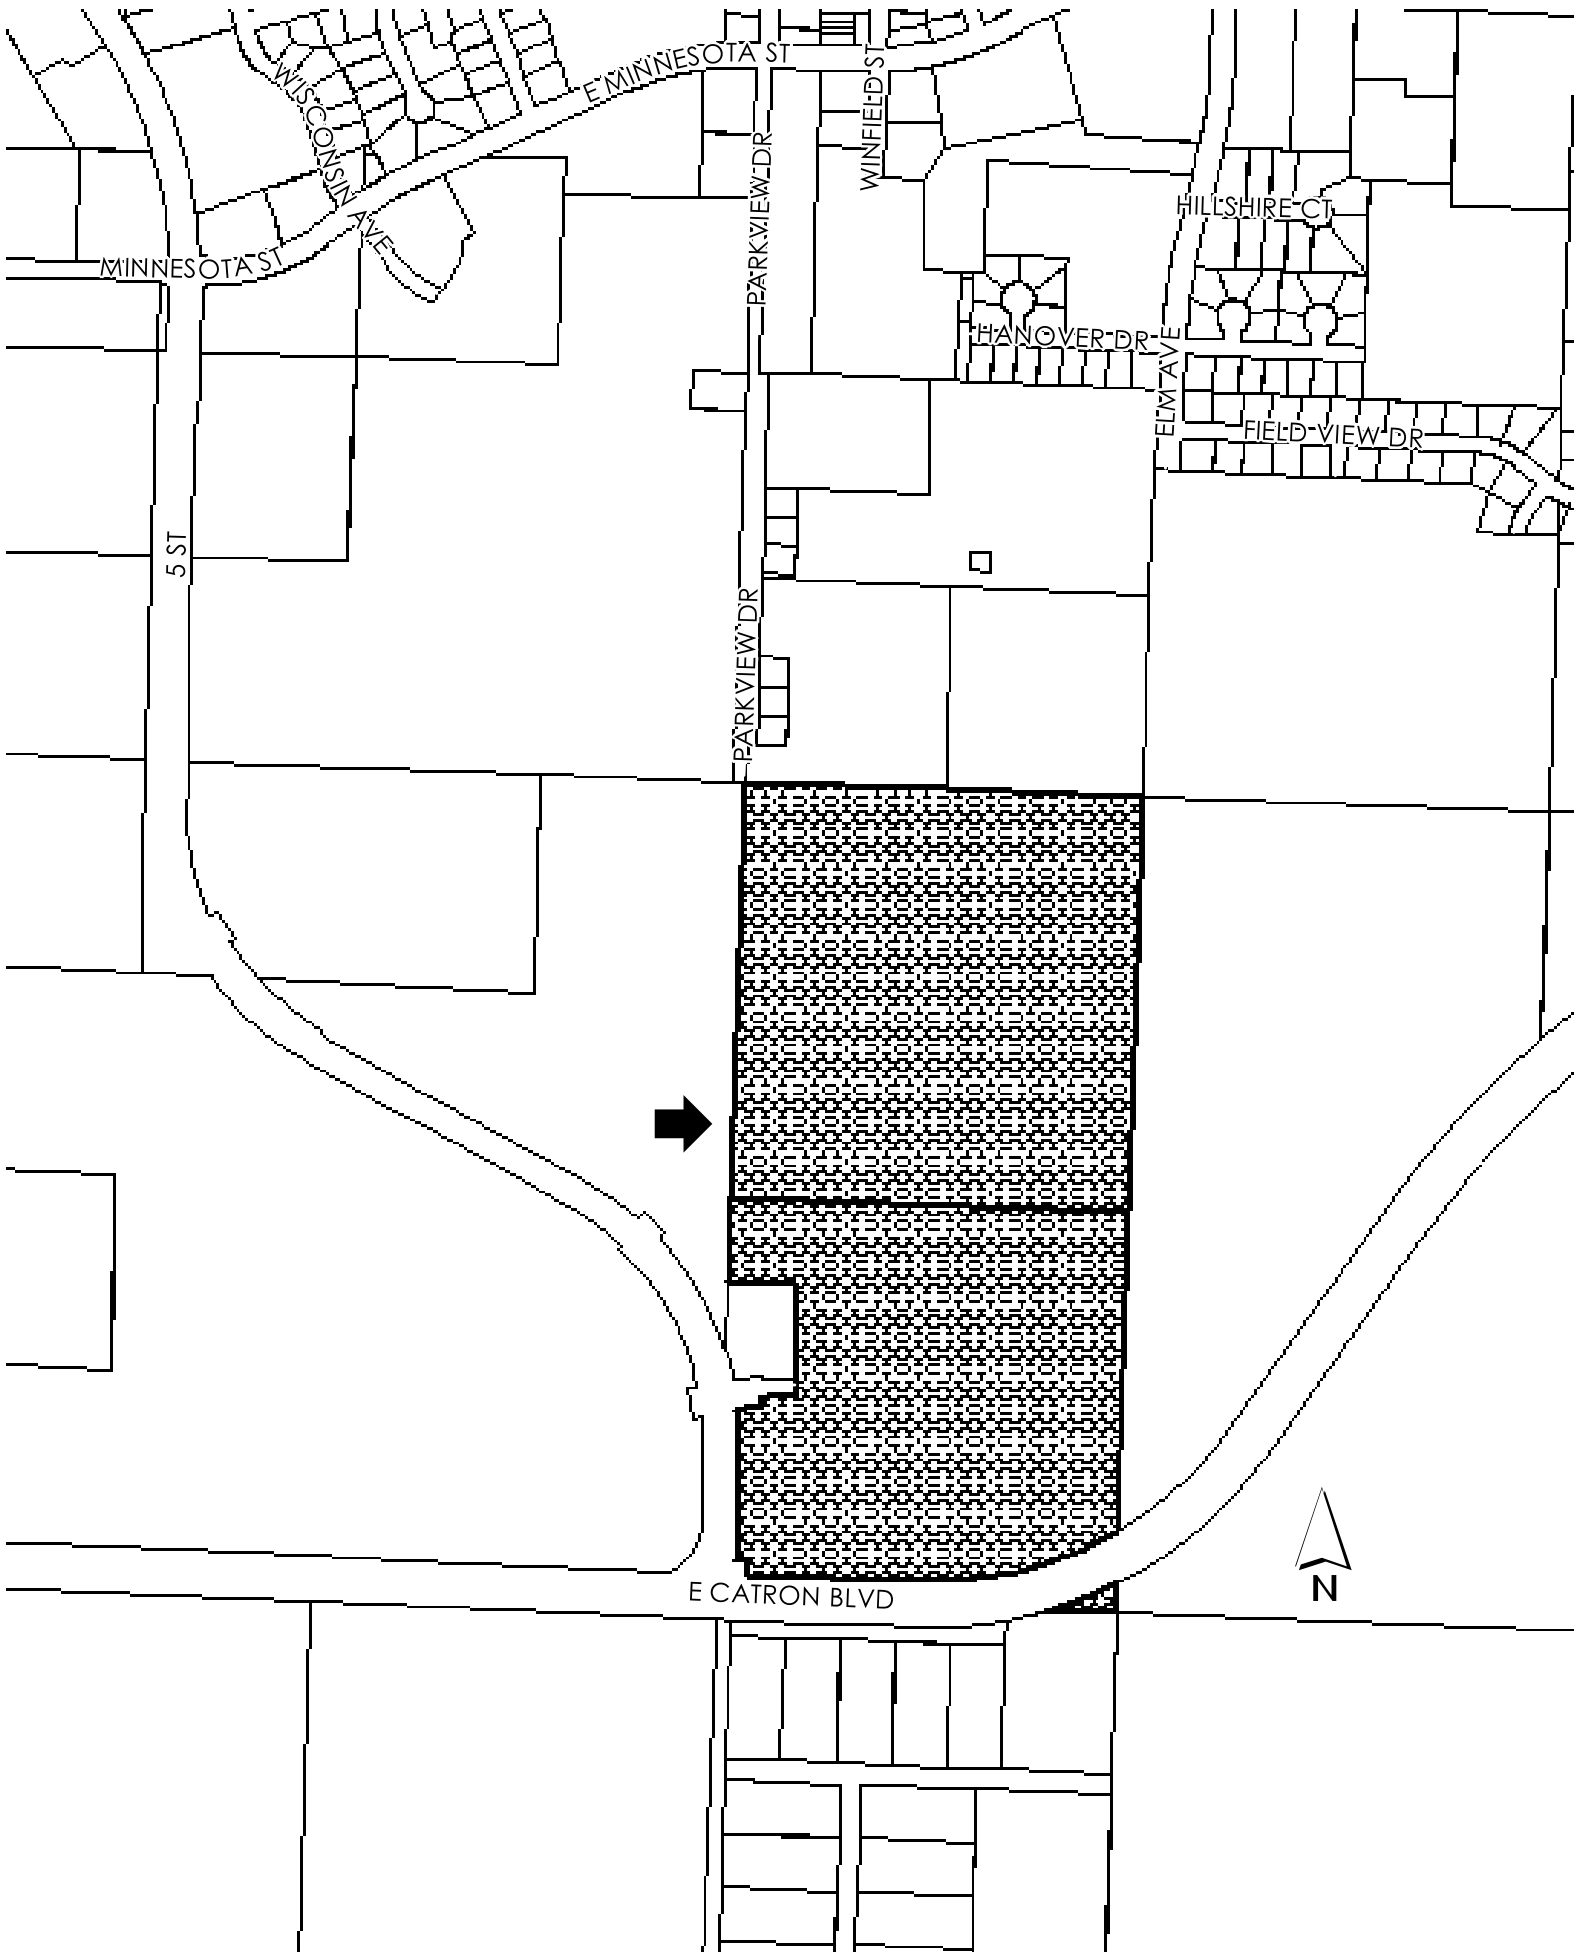 E MINNESOTA ST
WINFIELD ST
WISCONSIN AVE
PARKVIEW DR
HILLSHIRE CT
MINNESOTA ST
HANOVER DR
ELM AVE
FIELD VIEW DR
5 ST
PARKVIEW DR
E CATRON BLVD
N